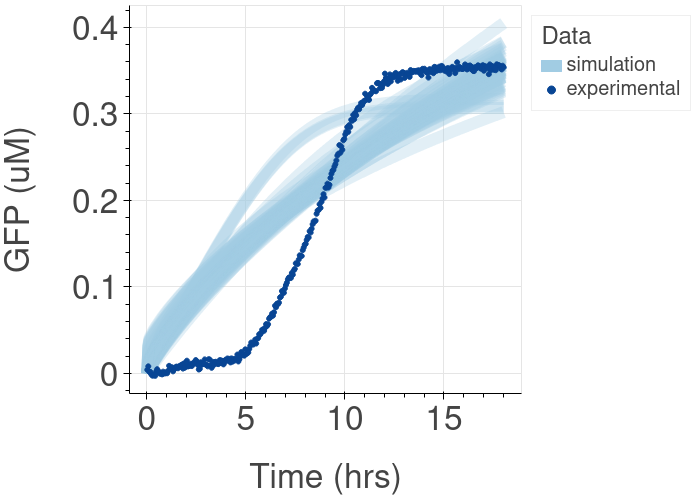 GFP (uM)
0.4
0.3
0.2
0.1
0
0
5
10
15
Time (hrs)
Data
simulation
experimental